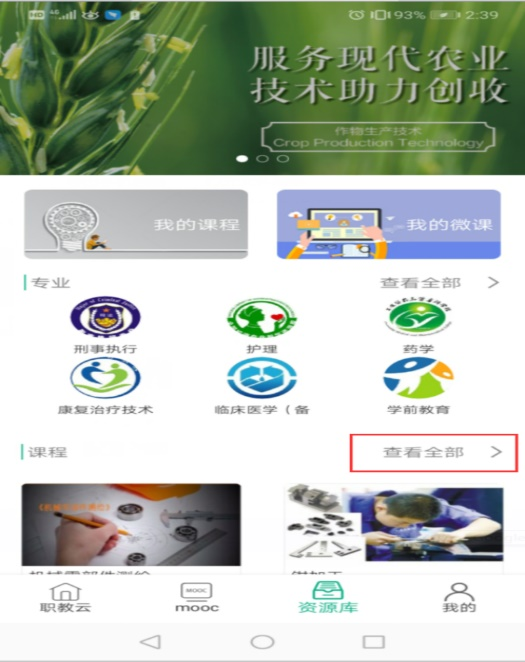 HD 4G 93% 2:39
服务现代农业
技术助力创收
作物生产技术
Crop Production Technology
我的课程
我的微课
专业
查看全部 >
刑事执行
护理
药学
康复治疗技术
临床医学（备
学前教育
课程
查看全部 >
MOOC
职教云
mooc
资源库
我的